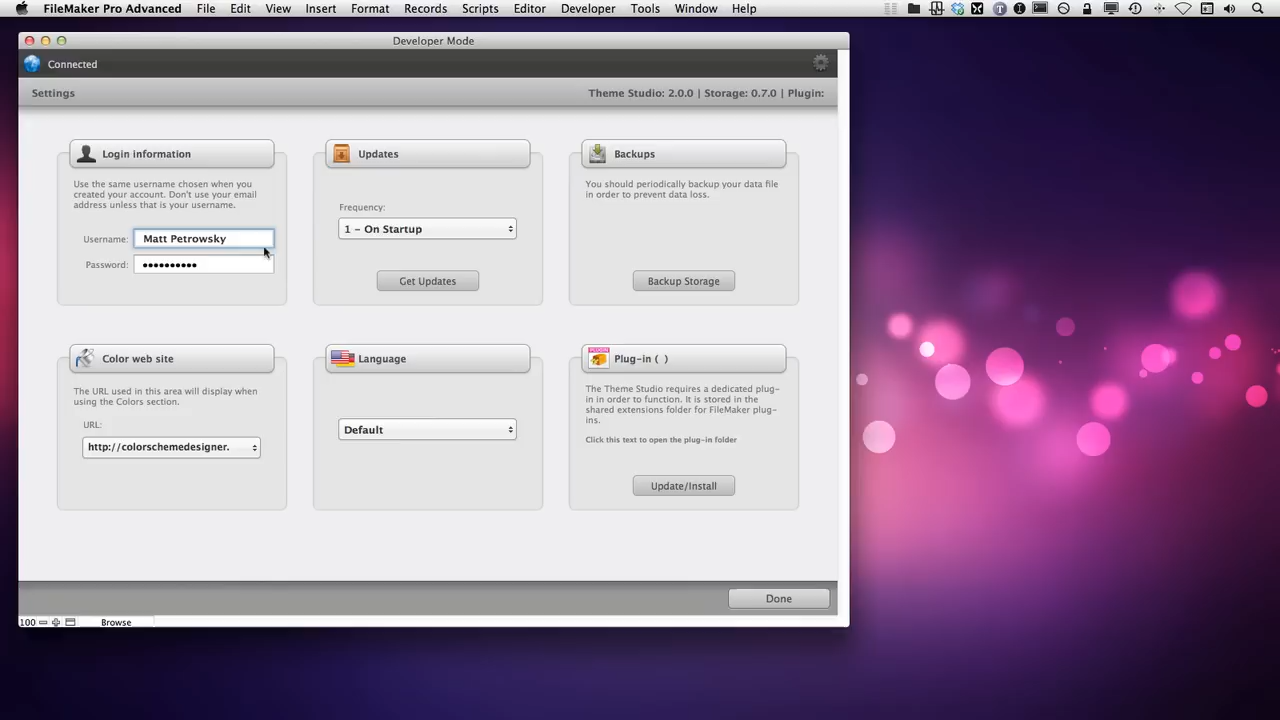 FileMaker Pro Advanced File Edit View Insert Format Records Scripts Editor Developer Tools Window Help
Developer Mode
Connected
Settings
Theme Studio: 2.0.0 | Storage: 0.7.0 | Plugin:
Login information
Use the same username chosen when you
created your account. Don't use your email
address unless that is your username.
Username: Matt Petrowsky
Password: ••••••••••
Updates
Frequency:
1 - On Startup
Get Updates
Backups
You should periodically backup your data file
in order to prevent data loss.
Backup Storage
Color web site
The URL used in this area will display when
using the Colors section.
URL:
http://colorschemedesigner.
Language
Default
PLUGIN
Plug-in ( )
The Theme Studio requires a dedicated plug-
in in order to function. It is stored in the
shared extensions folder for FileMaker plug-
ins.
Click this text to open the plug-in folder
Update/Install
Done
100 Browse